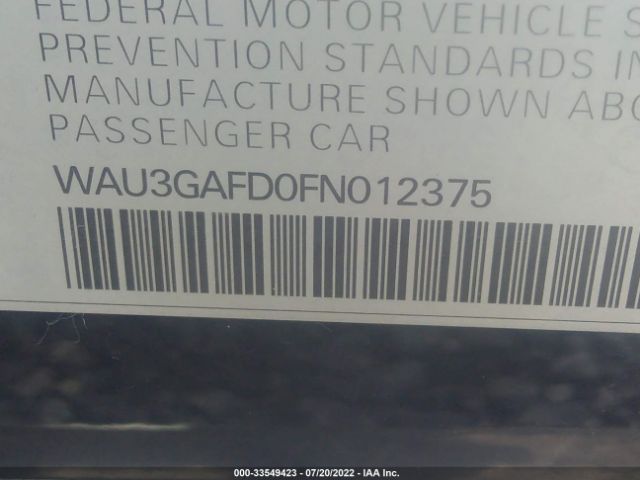 FEDERAL MOTOR VEHICLE S
PREVENTION STANDARDS IN
MANUFACTURE SHOWN ABO
PASSENGER CAR
WAU3GAFD0FN012375
000-33549423 - 07/20/2022 - IAA Inc.